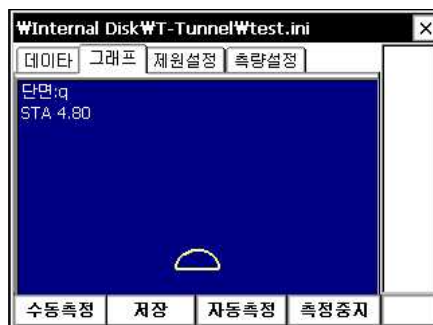 ₩Internal Disk₩T-Tunnel₩test.ini ×
데이타 그래프 제원설정 측량설정
단면:q
STA 4.80
수동측정 저장 자동측정 측정중지